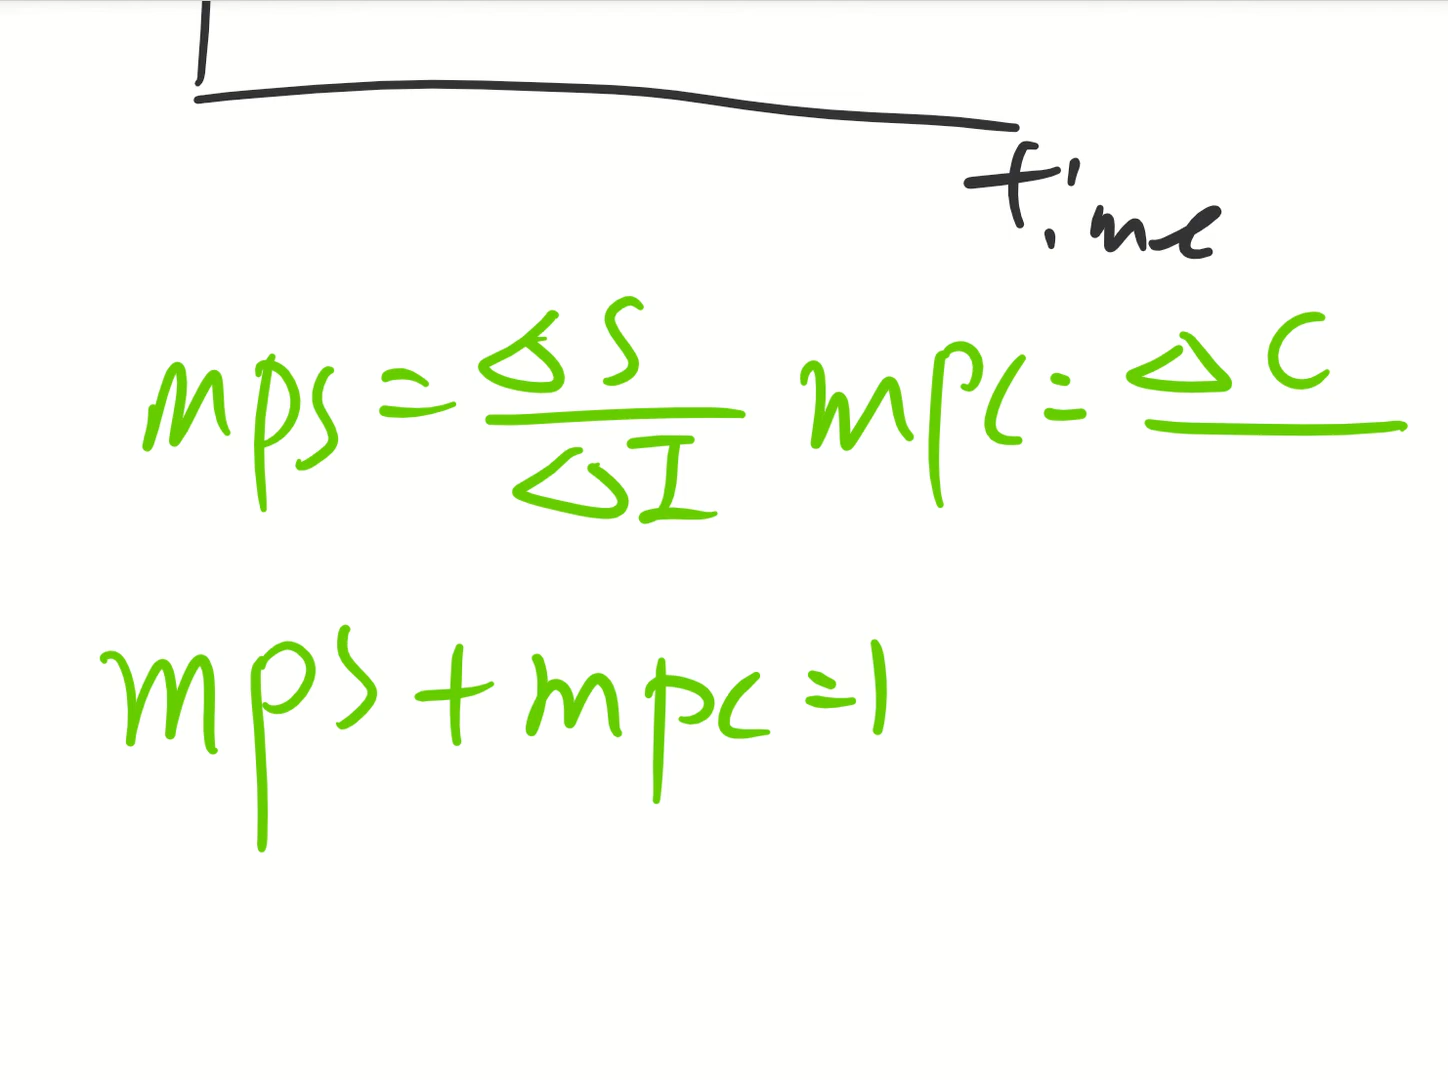 time
mps = ΔS/ΔI mpc = ΔC/
mps + mpc = 1